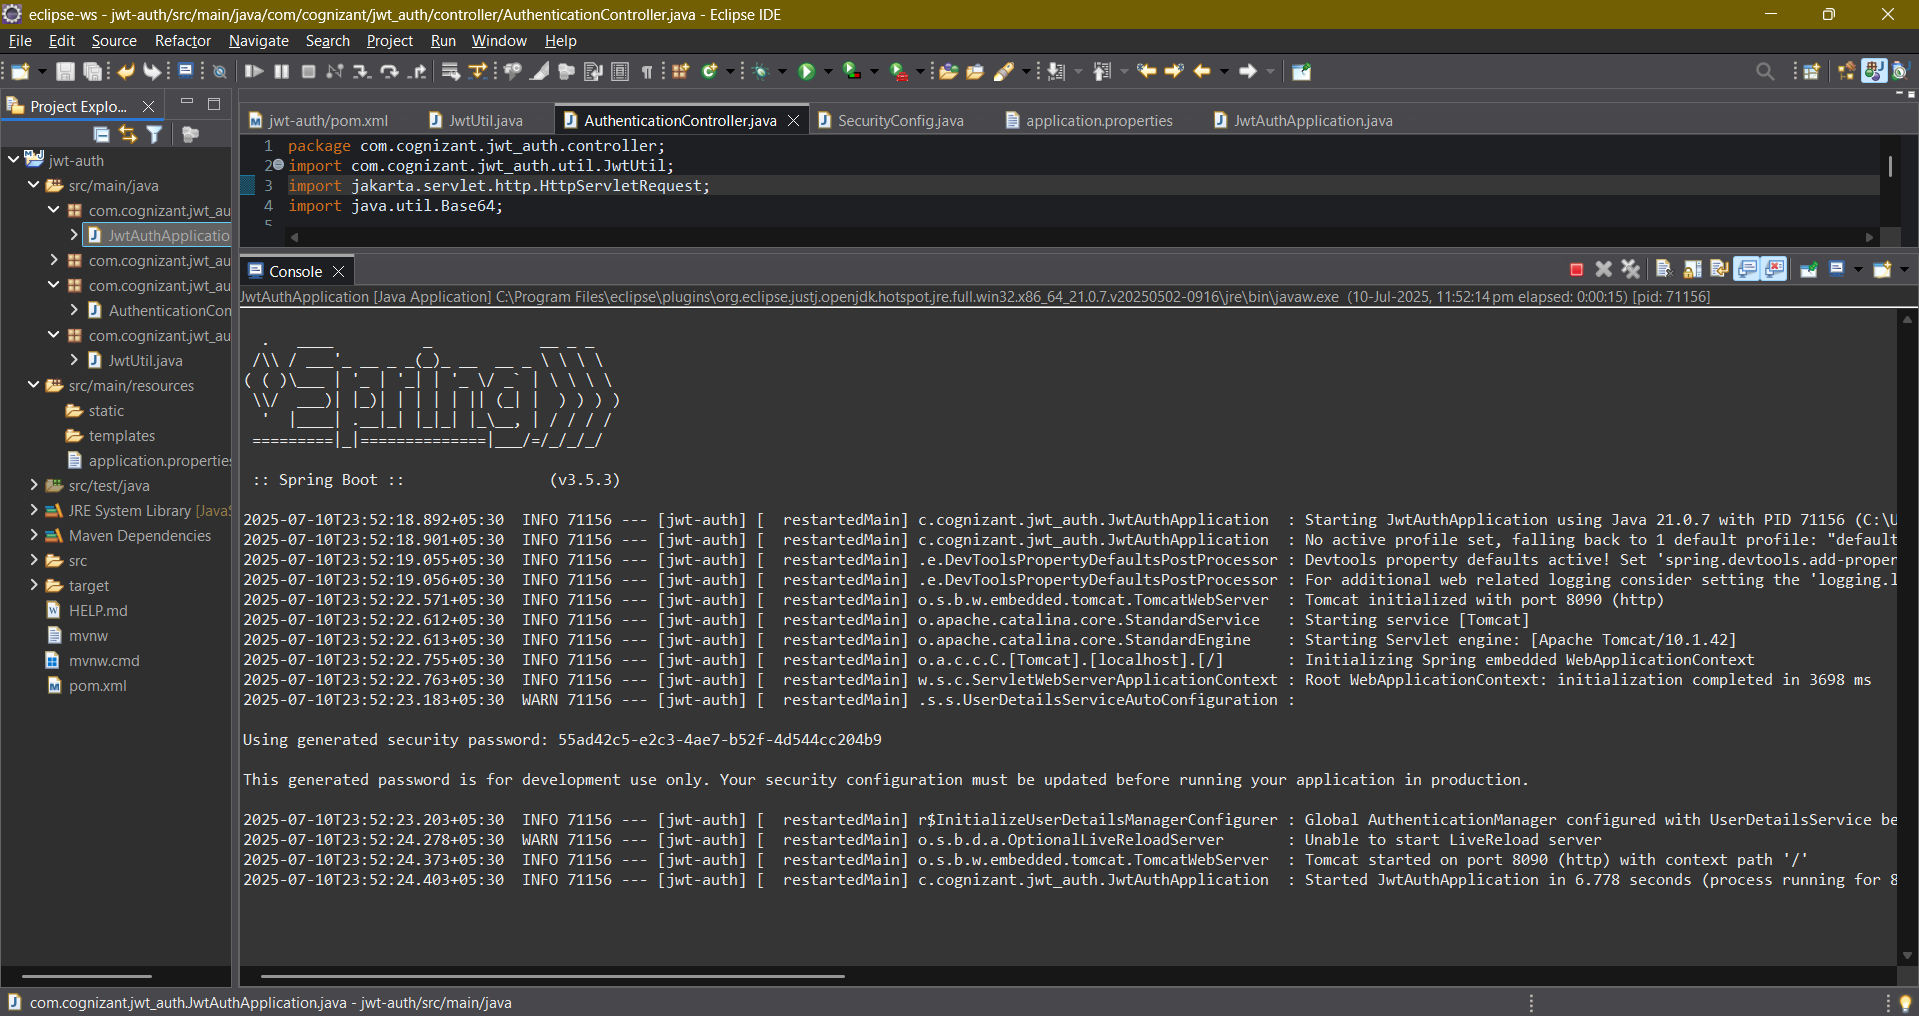 eclipse-ws - jwt-auth/src/main/java/com/cognizant/jwt_auth/controller/AuthenticationController.java - Eclipse IDE
File Edit Source Refactor Navigate Search Project Run Window Help
Project Explo...
jwt-auth/pom.xml JwtUtil.java AuthenticationController.java SecurityConfig.java application.properties JwtAuthApplication.java
1 package com.cognizant.jwt_auth.controller;
2 import com.cognizant.jwt_auth.util.JwtUtil;
3 import jakarta.servlet.http.HttpServletRequest;
4 import java.util.Base64;
5
jwt-auth
src/main/java
com.cognizant.jwt_au
JwtAuthApplicatio
com.cognizant.jwt_au
com.cognizant.jwt_au
AuthenticationCon
com.cognizant.jwt_au
JwtUtil.java
src/main/resources
static
templates
application.properties
src/test/java
JRE System Library [JavaS
Maven Dependencies
src
target
HELP.md
mvnw
mvnw.cmd
pom.xml
Console
JwtAuthApplication [Java Application] C:\Program Files\eclipse\plugins\org.eclipse.justj.openjdk.hotspot.jre.full.win32.x86_64_21.0.7.v20250502-0916\jre\bin\javaw.exe (10-Jul-2025, 11:52:14 pm elapsed: 0:00:15) [pid: 71156]
Spring
:: Spring Boot :: (v3.5.3)
2025-07-10T23:52:18.892+05:30 INFO 71156 --- [jwt-auth] [ restartedMain] c.cognizant.jwt_auth.JwtAuthApplication : Starting JwtAuthApplication using Java 21.0.7 with PID 71156 (C:\U
2025-07-10T23:52:18.901+05:30 INFO 71156 --- [jwt-auth] [ restartedMain] c.cognizant.jwt_auth.JwtAuthApplication : No active profile set, falling back to 1 default profile: "default
2025-07-10T23:52:19.055+05:30 INFO 71156 --- [jwt-auth] [ restartedMain] .e.DevToolsPropertyDefaultsPostProcessor : Devtools property defaults active! Set 'spring.devtools.add-proper
2025-07-10T23:52:19.056+05:30 INFO 71156 --- [jwt-auth] [ restartedMain] .e.DevToolsPropertyDefaultsPostProcessor : For additional web related logging consider setting the 'logging.l
2025-07-10T23:52:22.571+05:30 INFO 71156 --- [jwt-auth] [ restartedMain] o.s.b.w.embedded.tomcat.TomcatWebServer : Tomcat initialized with port 8090 (http)
2025-07-10T23:52:22.612+05:30 INFO 71156 --- [jwt-auth] [ restartedMain] o.apache.catalina.core.StandardService : Starting service [Tomcat]
2025-07-10T23:52:22.613+05:30 INFO 71156 --- [jwt-auth] [ restartedMain] o.apache.catalina.core.StandardEngine : Starting Servlet engine: [Apache Tomcat/10.1.42]
2025-07-10T23:52:22.755+05:30 INFO 71156 --- [jwt-auth] [ restartedMain] o.a.c.c.C.[Tomcat].[localhost].[/] : Initializing Spring embedded WebApplicationContext
2025-07-10T23:52:22.763+05:30 INFO 71156 --- [jwt-auth] [ restartedMain] w.s.c.ServletWebServerApplicationContext : Root WebApplicationContext: initialization completed in 3698 ms
2025-07-10T23:52:23.183+05:30 WARN 71156 --- [jwt-auth] [ restartedMain] .s.s.UserDetailsServiceAutoConfiguration :
Using generated security password: 55ad42c5-e2c3-4ae7-b52f-4d544cc204b9
This generated password is for development use only. Your security configuration must be updated before running your application in production.
2025-07-10T23:52:23.203+05:30 INFO 71156 --- [jwt-auth] [ restartedMain] r$InitializeUserDetailsManagerConfigurer : Global AuthenticationManager configured with UserDetailsService be
2025-07-10T23:52:24.278+05:30 WARN 71156 --- [jwt-auth] [ restartedMain] o.s.b.d.a.OptionalLiveReloadServer : Unable to start LiveReload server
2025-07-10T23:52:24.373+05:30 INFO 71156 --- [jwt-auth] [ restartedMain] o.s.b.w.embedded.tomcat.TomcatWebServer : Tomcat started on port 8090 (http) with context path '/'
2025-07-10T23:52:24.403+05:30 INFO 71156 --- [jwt-auth] [ restartedMain] c.cognizant.jwt_auth.JwtAuthApplication : Started JwtAuthApplication in 6.778 seconds (process running for 8
com.cognizant.jwt_auth.JwtAuthApplication.java - jwt-auth/src/main/java